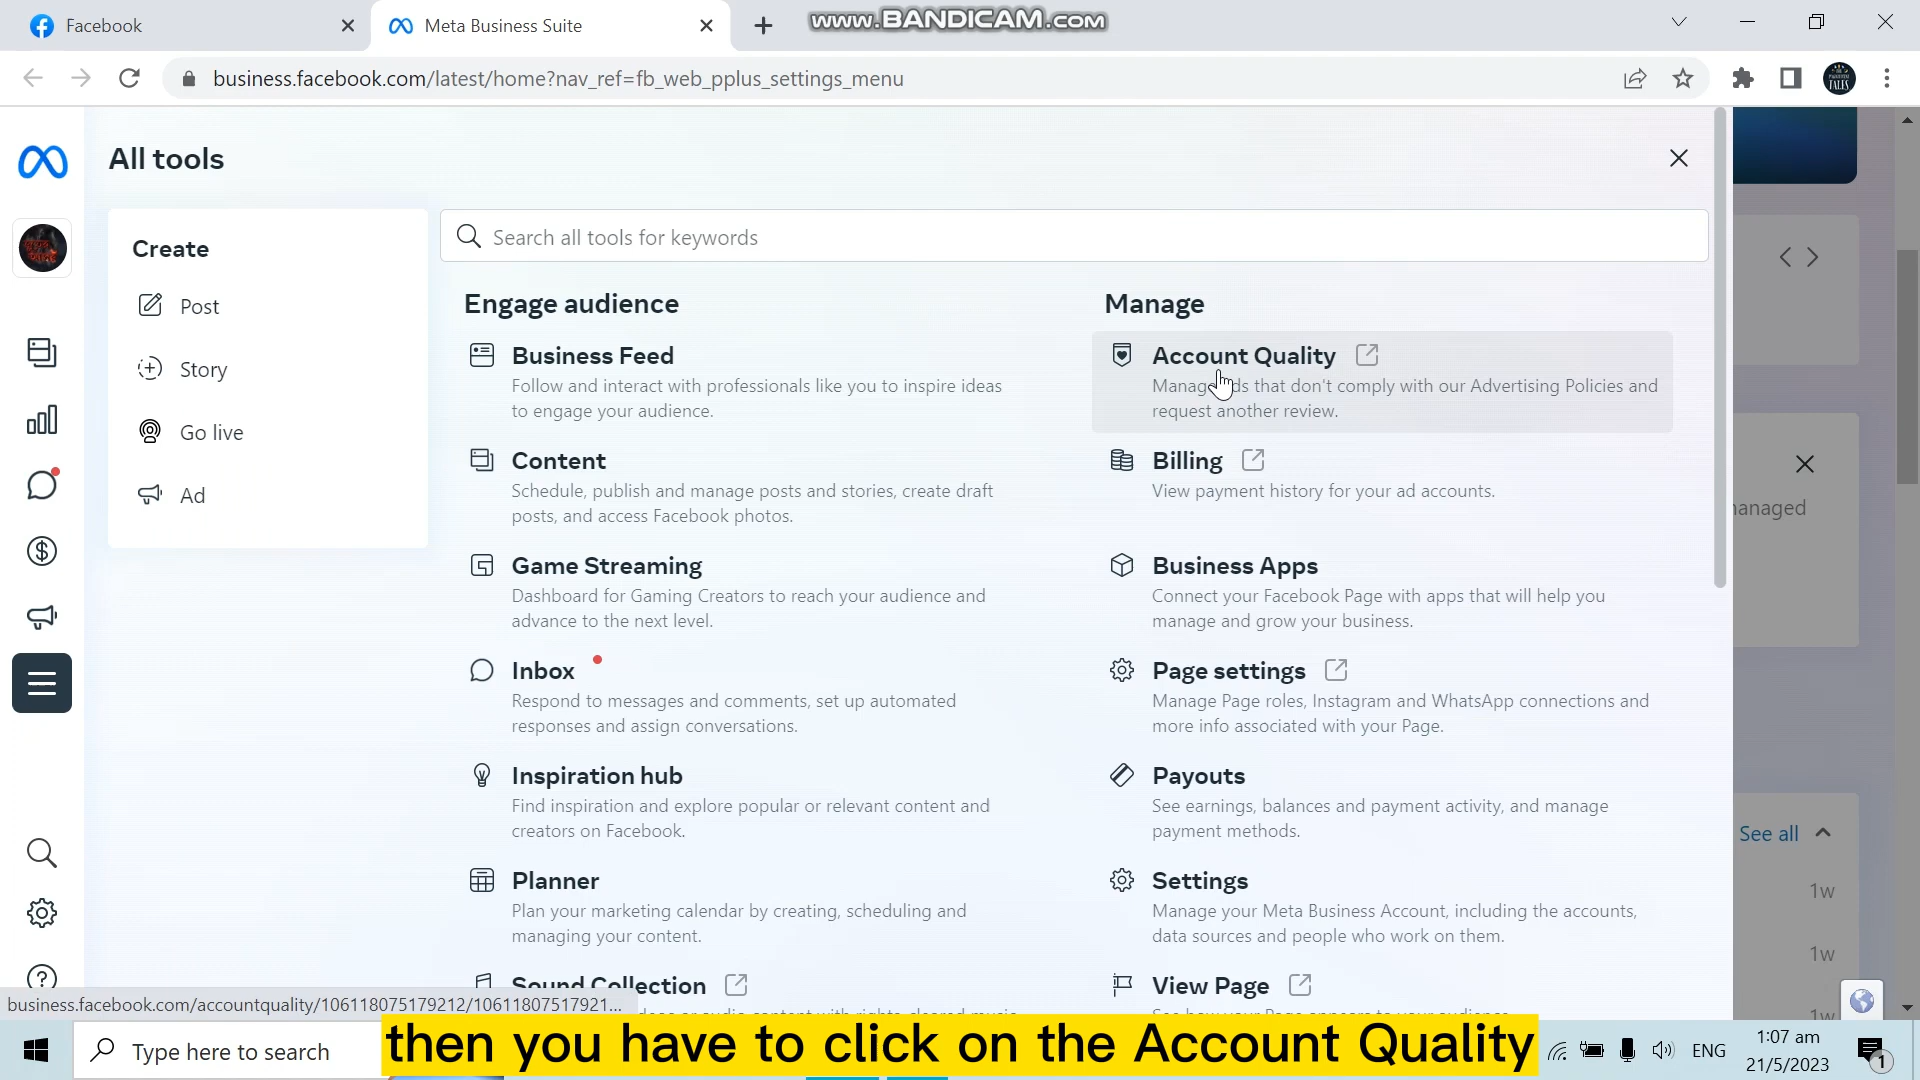 Facebook
Meta Business Suite
www.BANDICAM.com
business.facebook.com/latest/home?nav_ref=fb_web_pplus_settings_menu
All tools
Create
Post
Story
Go live
Ad
Search all tools for keywords
Engage audience
Business Feed
Follow and interact with professionals like you to inspire ideas
to engage your audience.
Content
Schedule, publish and manage posts and stories, create draft
posts, and access Facebook photos.
Game Streaming
Dashboard for Gaming Creators to reach your audience and
advance to the next level.
Inbox
Respond to messages and comments, set up automated
responses and assign conversations.
Inspiration hub
Find inspiration and explore popular or relevant content and
creators on Facebook.
Planner
Plan your marketing calendar by creating, scheduling and
managing your content.
Sound Collection
Manage
Account Quality
Manag ds that don't comply with our Advertising Policies and
request another review.
Billing
View payment history for your ad accounts.
Business Apps
Connect your Facebook Page with apps that will help you
manage and grow your business.
Page settings
Manage Page roles, Instagram and WhatsApp connections and
more info associated with your Page.
Payouts
See earnings, balances and payment activity, and manage
payment methods.
Settings
Manage your Meta Business Account, including the accounts,
data sources and people who work on them.
View Page
anaged
See all
1w
1w
1w
business.facebook.com/accountquality/106118075179212/10611807517921...
then you have to click on the Account Quality
Type here to search
ENG
1:07 am
21/5/2023
1